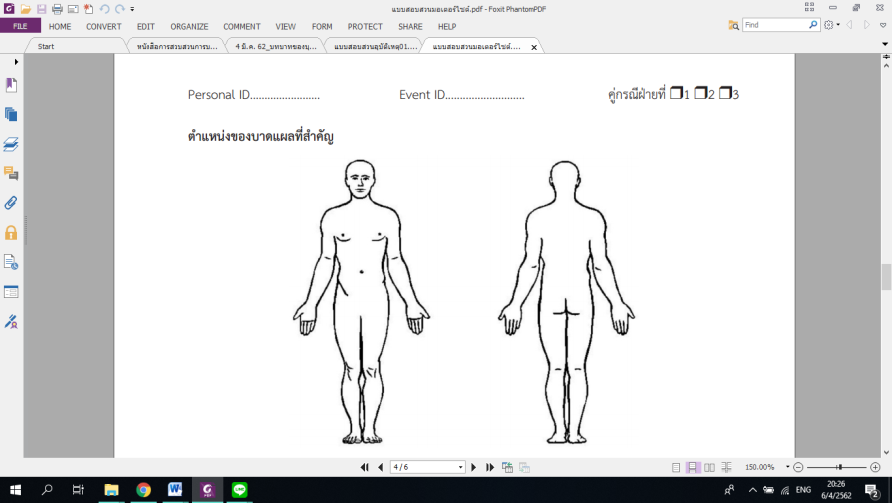 แบบสอบสวนมอเตอร์ไซด์.pdf - Foxit PhantomPDF
FILE HOME CONVERT EDIT ORGANIZE COMMENT VIEW FORM PROTECT SHARE HELP Find
Start หนังสือการสวบสวนการบ... 4 มี.ค. 62_บทบาทของบุ... แบบสอบสวนอุบัติเหตุ01.... แบบสอบสวนมอเตอร์ไซด์....
Personal ID........................ Event ID........................... คู่กรณีฝ่ายที่ ❒1 ❒2 ❒3
ตำแหน่งของบาดแผลที่สำคัญ
4 / 6 150.00%
ENG 20:26
6/4/2562 2